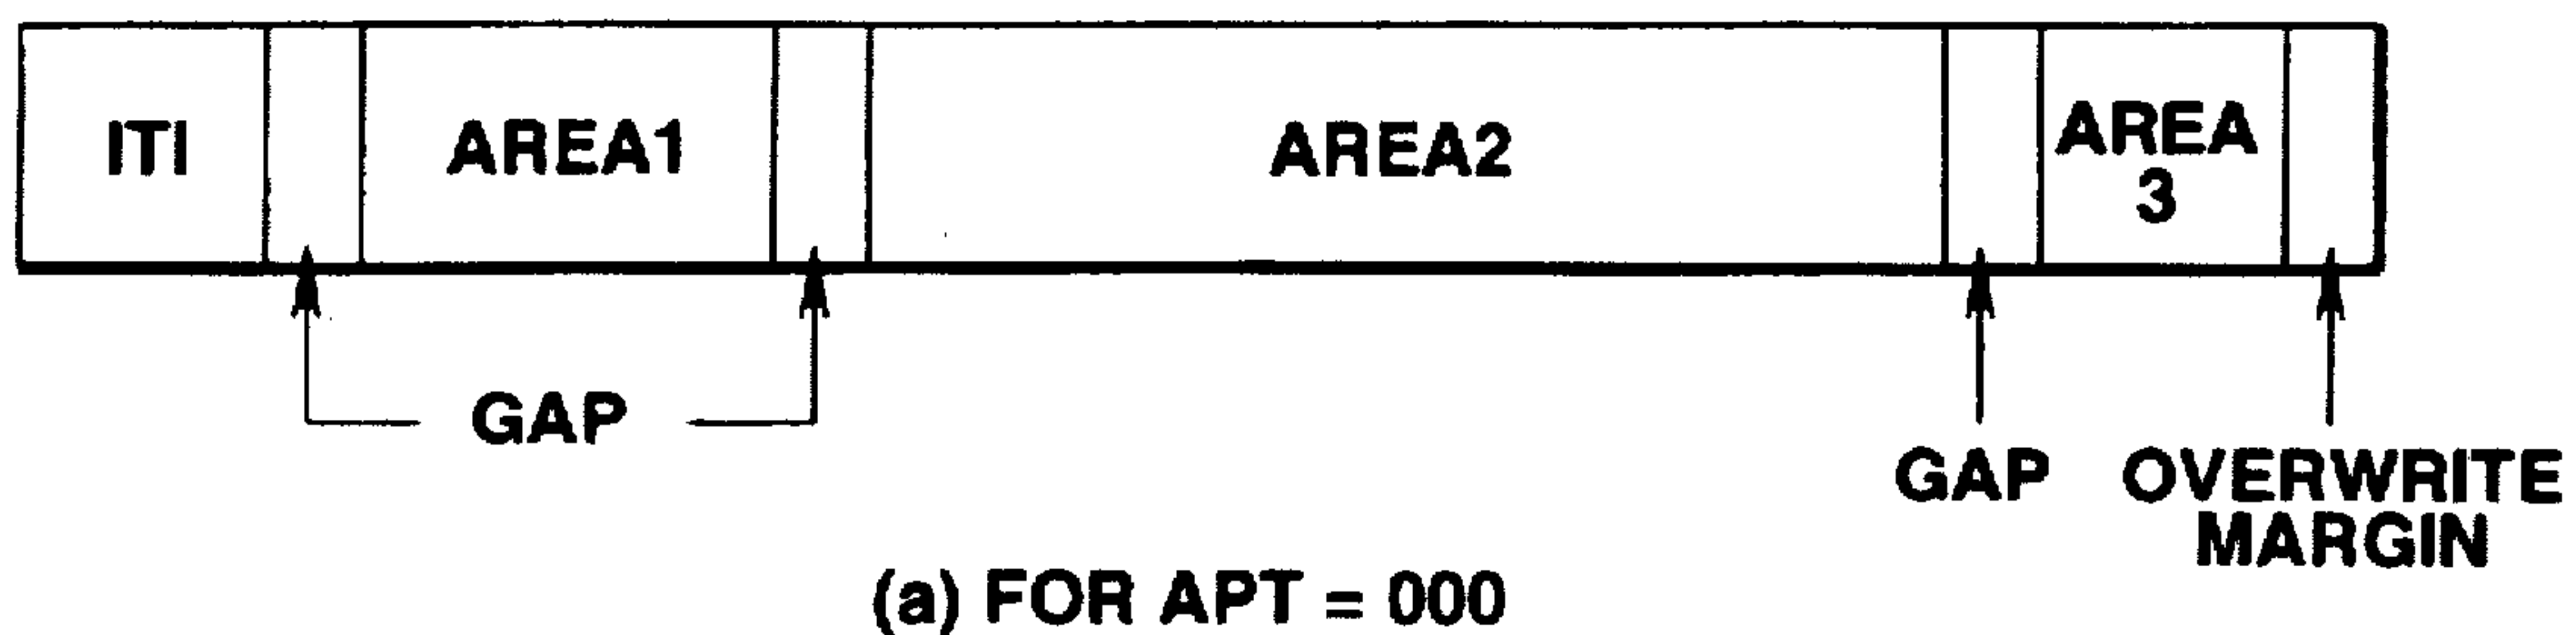 ITI
AREA1
AREA2
AREA
3
GAP
GAP
OVERWRITE
MARGIN
(a) FOR APT = 000